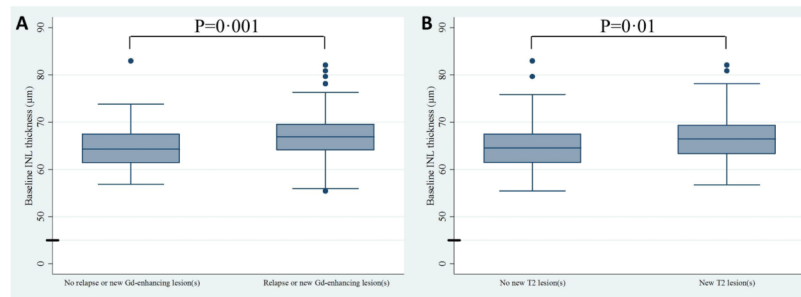 A
P=0·001
Baseline INL thickness (µm)
90
80
70
60
50
0
No relapse or new Gd-enhancing lesion(s)
Relapse or new Gd-enhancing lesion(s)
B
P=0·01
Baseline INL thickness (µm)
90
80
70
60
50
0
No new T2 lesion(s)
New T2 lesion(s)